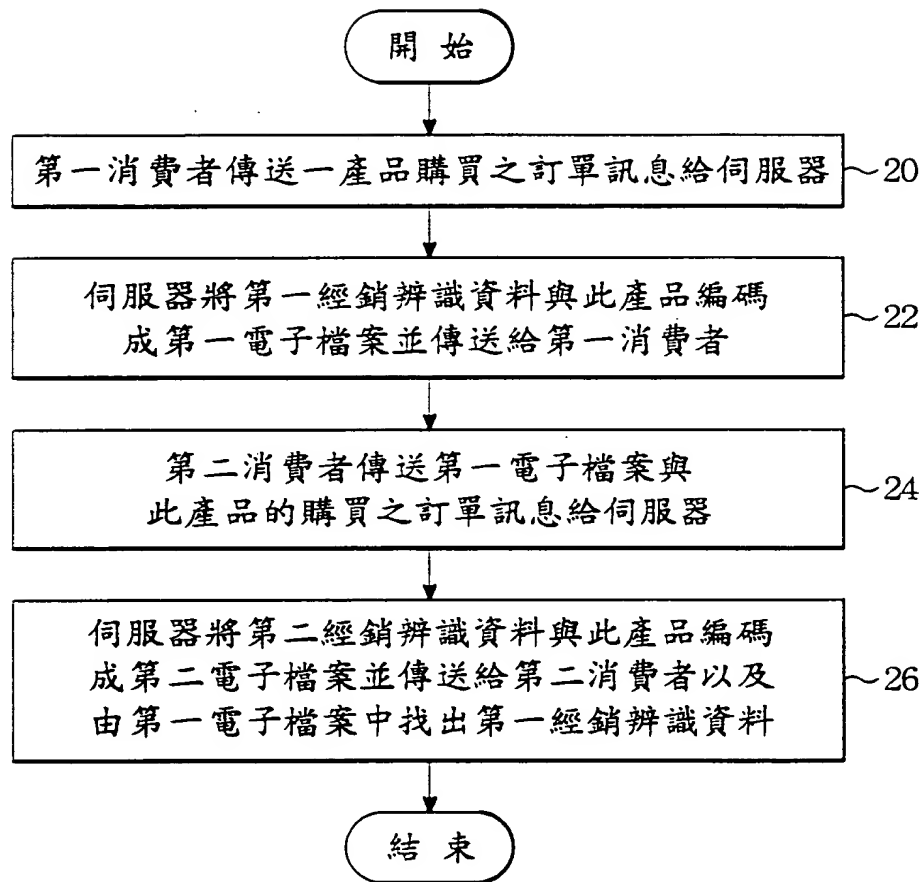 開始
第一消費者傳送一產品購買之訂單訊息給伺服器
20
伺服器將第一經銷辨識資料與此產品編碼
成第一電子檔案並傳送給第一消費者
22
第二消費者傳送第一電子檔案與
此產品的購買之訂單訊息給伺服器
24
伺服器將第二經銷辨識資料與此產品編碼
成第二電子檔案並傳送給第二消費者以及
由第一電子檔案中找出第一經銷辨識資料
26
結束